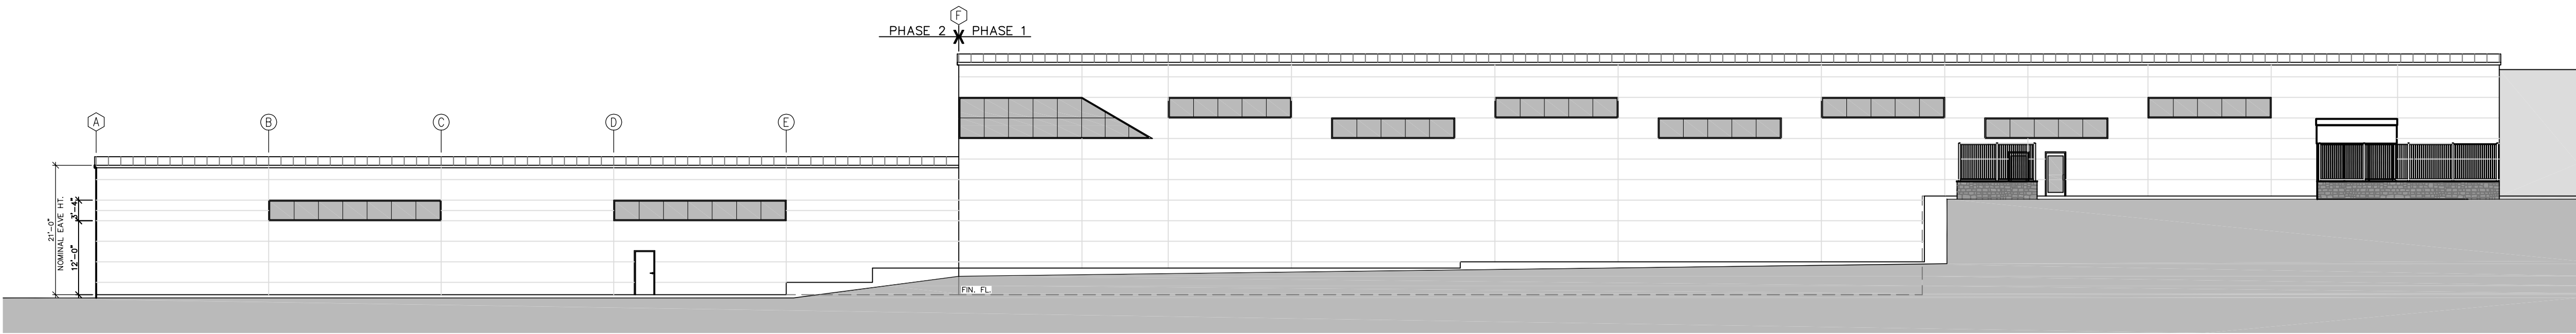 F
PHASE 2 PHASE 1
A B C D E
21'-0"
NOMINAL EAVE HT.
3'-4"
12'-0"
FIN. FL.